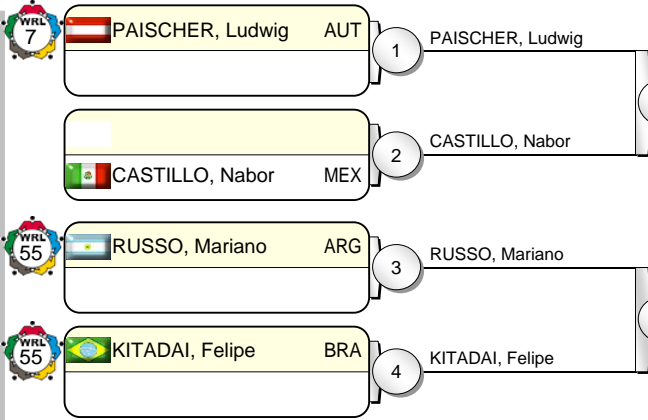 WRL
7
PAISCHER, Ludwig AUT
1
PAISCHER, Ludwig
CASTILLO, Nabor MEX
2
CASTILLO, Nabor
WRL
55
RUSSO, Mariano ARG
3
RUSSO, Mariano
WRL
55
KITADAI, Felipe BRA
4
KITADAI, Felipe